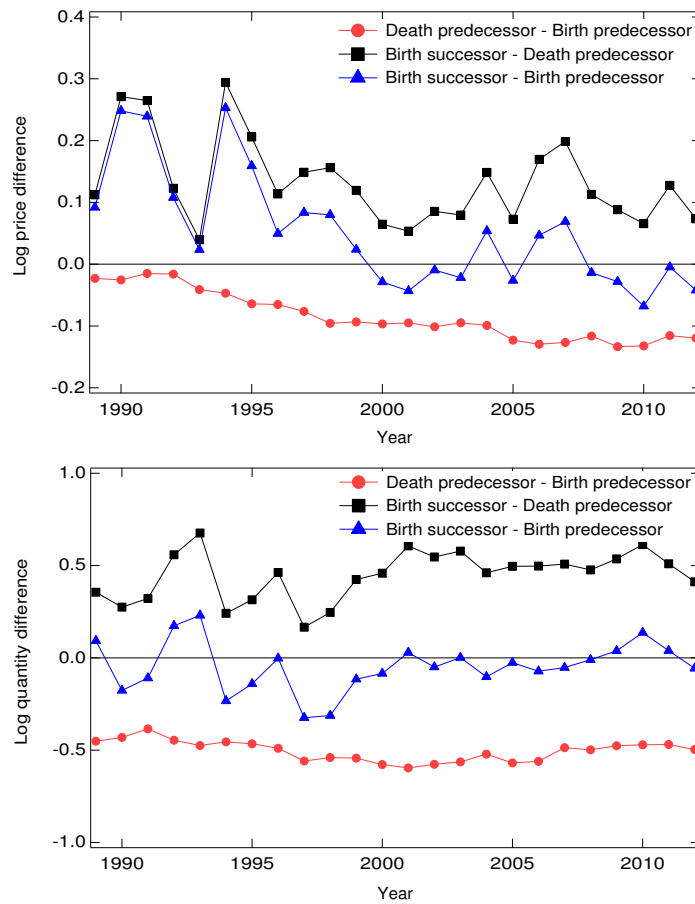 0.4
0.3
0.2
0.1
0.0
-0.1
-0.2
Log price difference
Death predecessor - Birth predecessor
Birth successor - Death predecessor
Birth successor - Birth predecessor
1990 1995 2000 2005 2010
Year
1.0
0.5
0.0
-0.5
-1.0
Log quantity difference
Death predecessor - Birth predecessor
Birth successor - Death predecessor
Birth successor - Birth predecessor
1990 1995 2000 2005 2010
Year